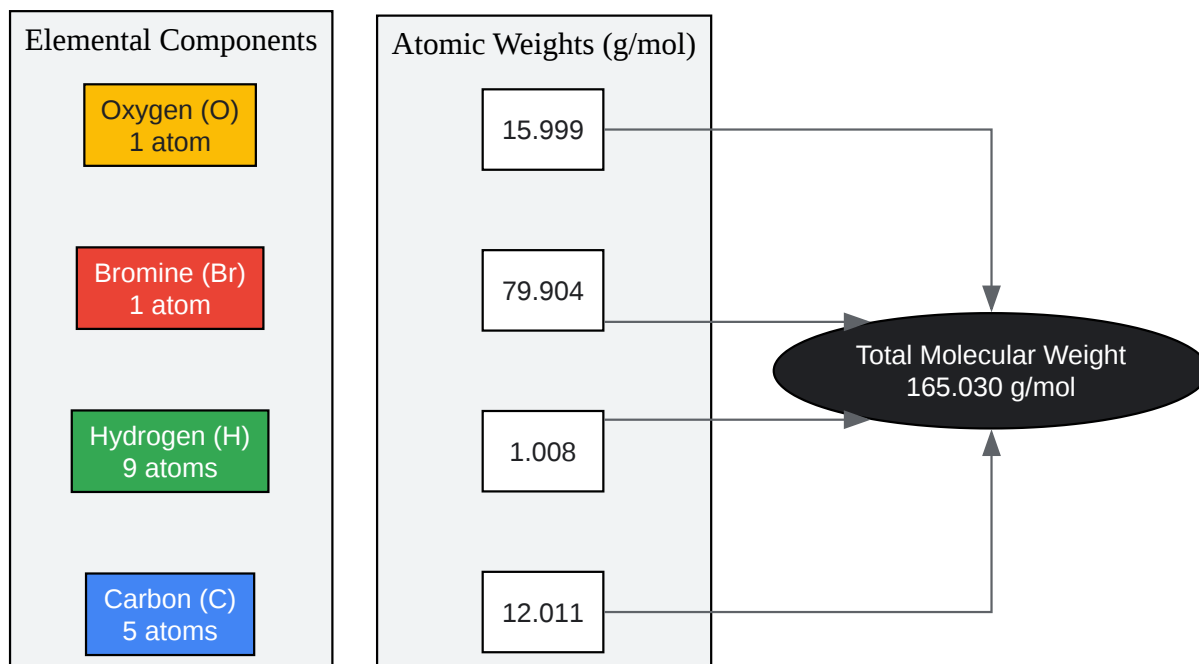 Elemental Components
Oxygen (O)
1 atom
Bromine (Br)
1 atom
Hydrogen (H)
9 atoms
Carbon (C)
5 atoms
Atomic Weights (g/mol)
15.999
79.904
1.008
12.011
Total Molecular Weight
165.030 g/mol